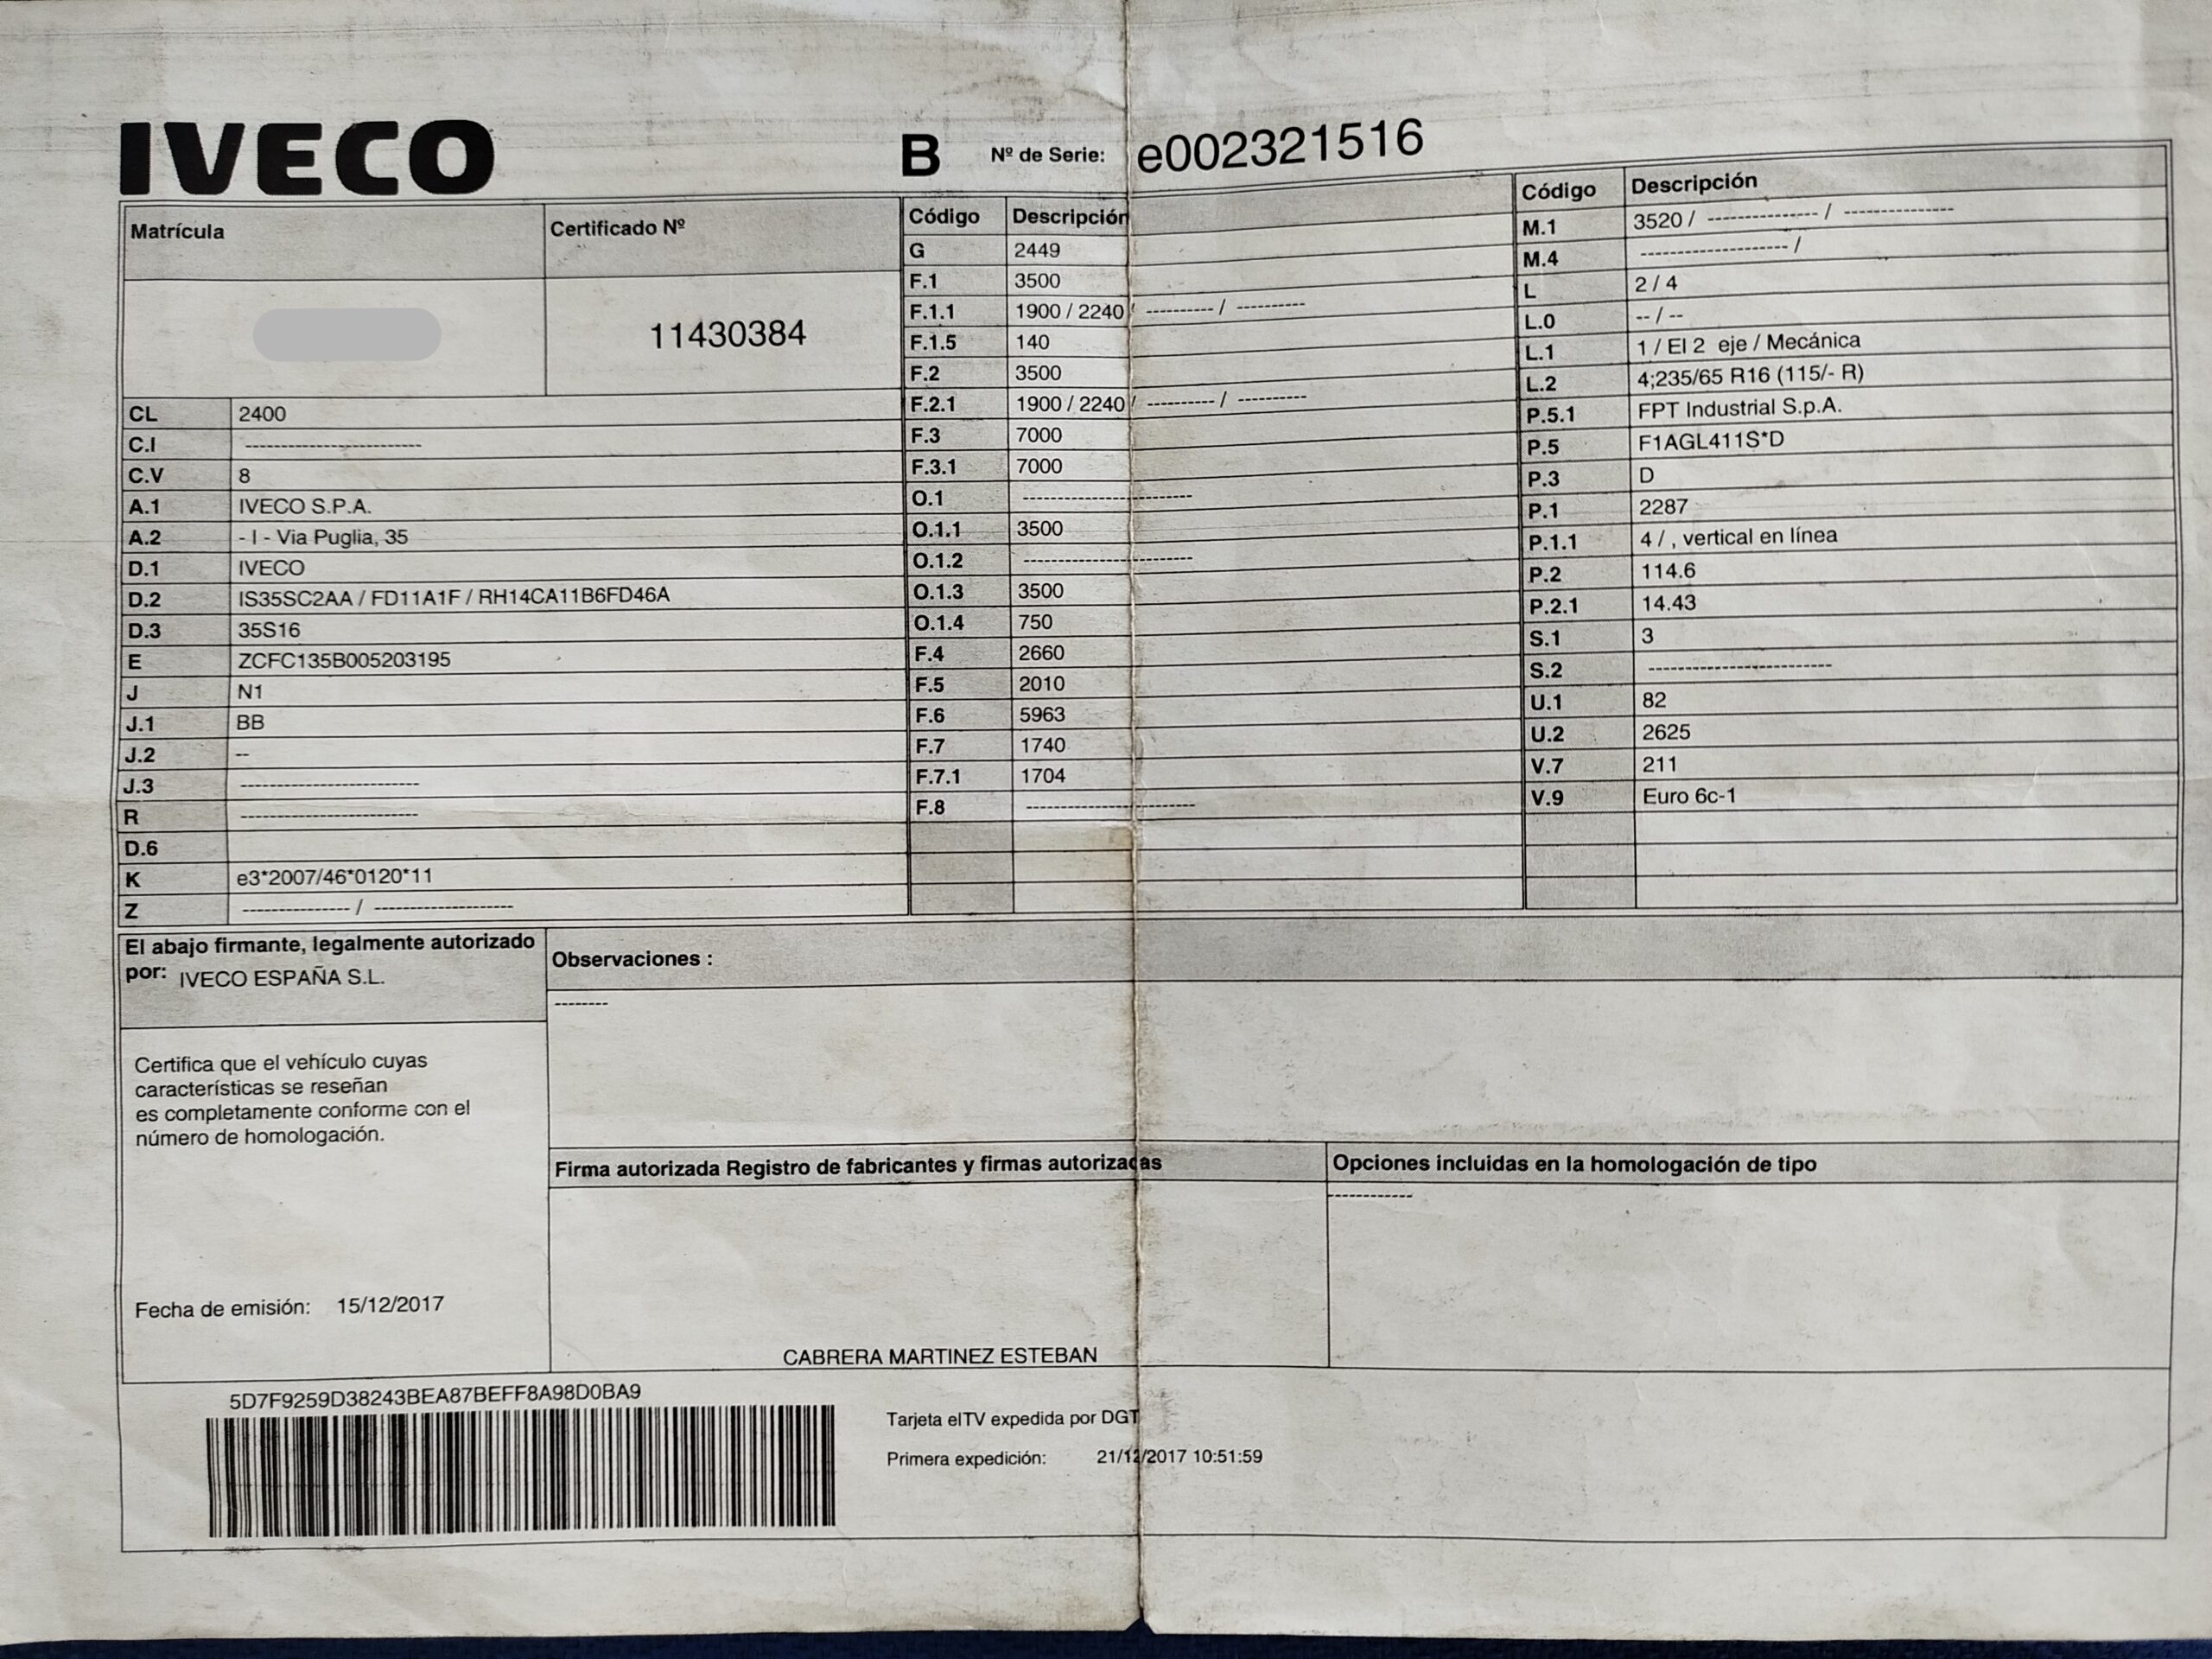 IVECO
B Nº de Serie: e002321516
Matrícula
Certificado Nº
11430384
CL 2400
C.I -------------------------
C.V 8
A.1 IVECO S.P.A.
A.2 - I - Via Puglia, 35
D.1 IVECO
D.2 IS35SC2AA / FD11A1F / RH14CA11B6FD46A
D.3 35S16
E ZCFC135B005203195
J N1
J.1 BB
J.2 --
J.3 -------------------------
R -------------------------
D.6
K e3*2007/46*0120*11
Z --------------- / --------------------
Código Descripción
G 2449
F.1 3500
F.1.1 1900 / 2240 / ---------- / ----------
F.1.5 140
F.2 3500
F.2.1 1900 / 2240 / ---------- / ----------
F.3 7000
F.3.1 7000
O.1 -------------------------
O.1.1 3500
O.1.2 -------------------------
O.1.3 3500
O.1.4 750
F.4 2660
F.5 2010
F.6 5963
F.7 1740
F.7.1 1704
F.8 -------------------------
Código Descripción
M.1 3520 / --------------- / ---------------
M.4 -------------------- /
L 2 / 4
L.0 -- / --
L.1 1 / El 2 eje / Mecánica
L.2 4;235/65 R16 (115/- R)
P.5.1 FPT Industrial S.p.A.
P.5 F1AGL411S*D
P.3 D
P.1 2287
P.1.1 4 / , vertical en línea
P.2 114.6
P.2.1 14.43
S.1 3
S.2 -------------------------
U.1 82
U.2 2625
V.7 211
V.9 Euro 6c-1
El abajo firmante, legalmente autorizado
por: IVECO ESPAÑA S.L.
Certifica que el vehículo cuyas
características se reseñan
es completamente conforme con el
número de homologación.
Fecha de emisión: 15/12/2017
Observaciones :
--------
Firma autorizada Registro de fabricantes y firmas autorizadas
CABRERA MARTINEZ ESTEBAN
Opciones incluidas en la homologación de tipo
------------
5D7F9259D38243BEA87BEFF8A98D0BA9
Tarjeta eITV expedida por DGT
Primera expedición: 21/12/2017 10:51:59